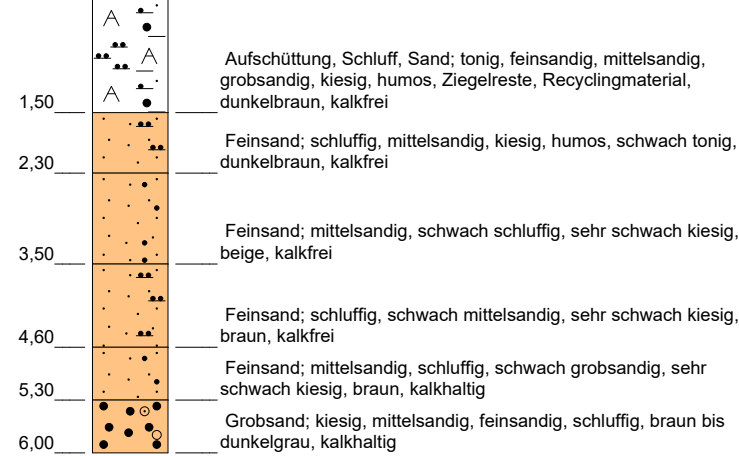 Aufschüttung, Schluff, Sand; tonig, feinsandig, mittelsandig,
grobsandig, kiesig, humos, Ziegelreste, Recyclingmaterial,
dunkelbraun, kalkfrei
1,50
Feinsand; schluffig, mittelsandig, kiesig, humos, schwach tonig,
dunkelbraun, kalkfrei
2,30
Feinsand; mittelsandig, schwach schluffig, sehr schwach kiesig,
beige, kalkfrei
3,50
Feinsand; schluffig, schwach mittelsandig, sehr schwach kiesig,
braun, kalkfrei
4,60
Feinsand; mittelsandig, schluffig, schwach grobsandig, sehr
schwach kiesig, braun, kalkhaltig
5,30
Grobsand; kiesig, mittelsandig, feinsandig, schluffig, braun bis
dunkelgrau, kalkhaltig
6,00